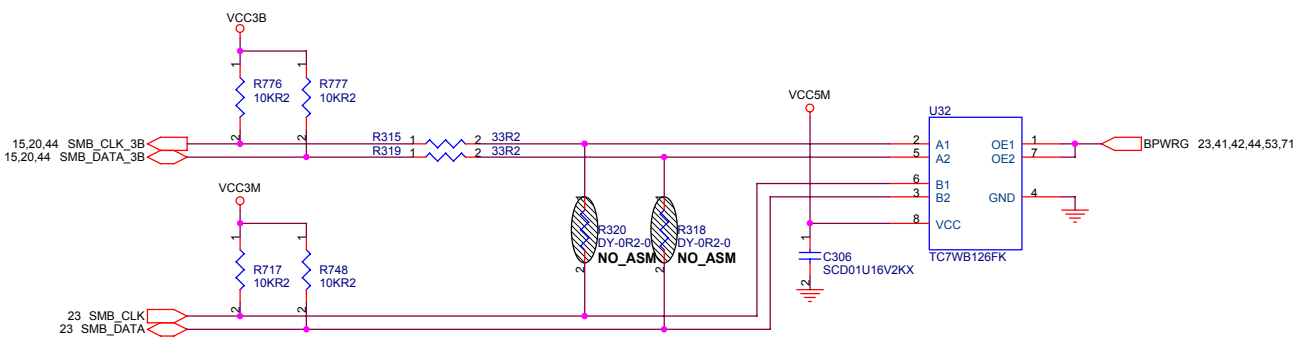 VCC3B
1
1
R776
10KR2
R777
10KR2
2
2
15,20,44 SMB_CLK_3B
15,20,44 SMB_DATA_3B
R315 1 2 33R2
R319 1 2 33R2
VCC3M
1
1
R717
10KR2
R748
10KR2
2
2
23 SMB_CLK
23 SMB_DATA
1
1
R320
DY-0R2-0
NO_ASM
R318
DY-0R2-0
NO_ASM
2
2
VCC5M
1
C306
SCD01U16V2KX
2
U32
2 A1 OE1 1
5 A2 OE2 7
6 B1
3 B2 GND 4
8 VCC
TC7WB126FK
BPWRG 23,41,42,44,53,71